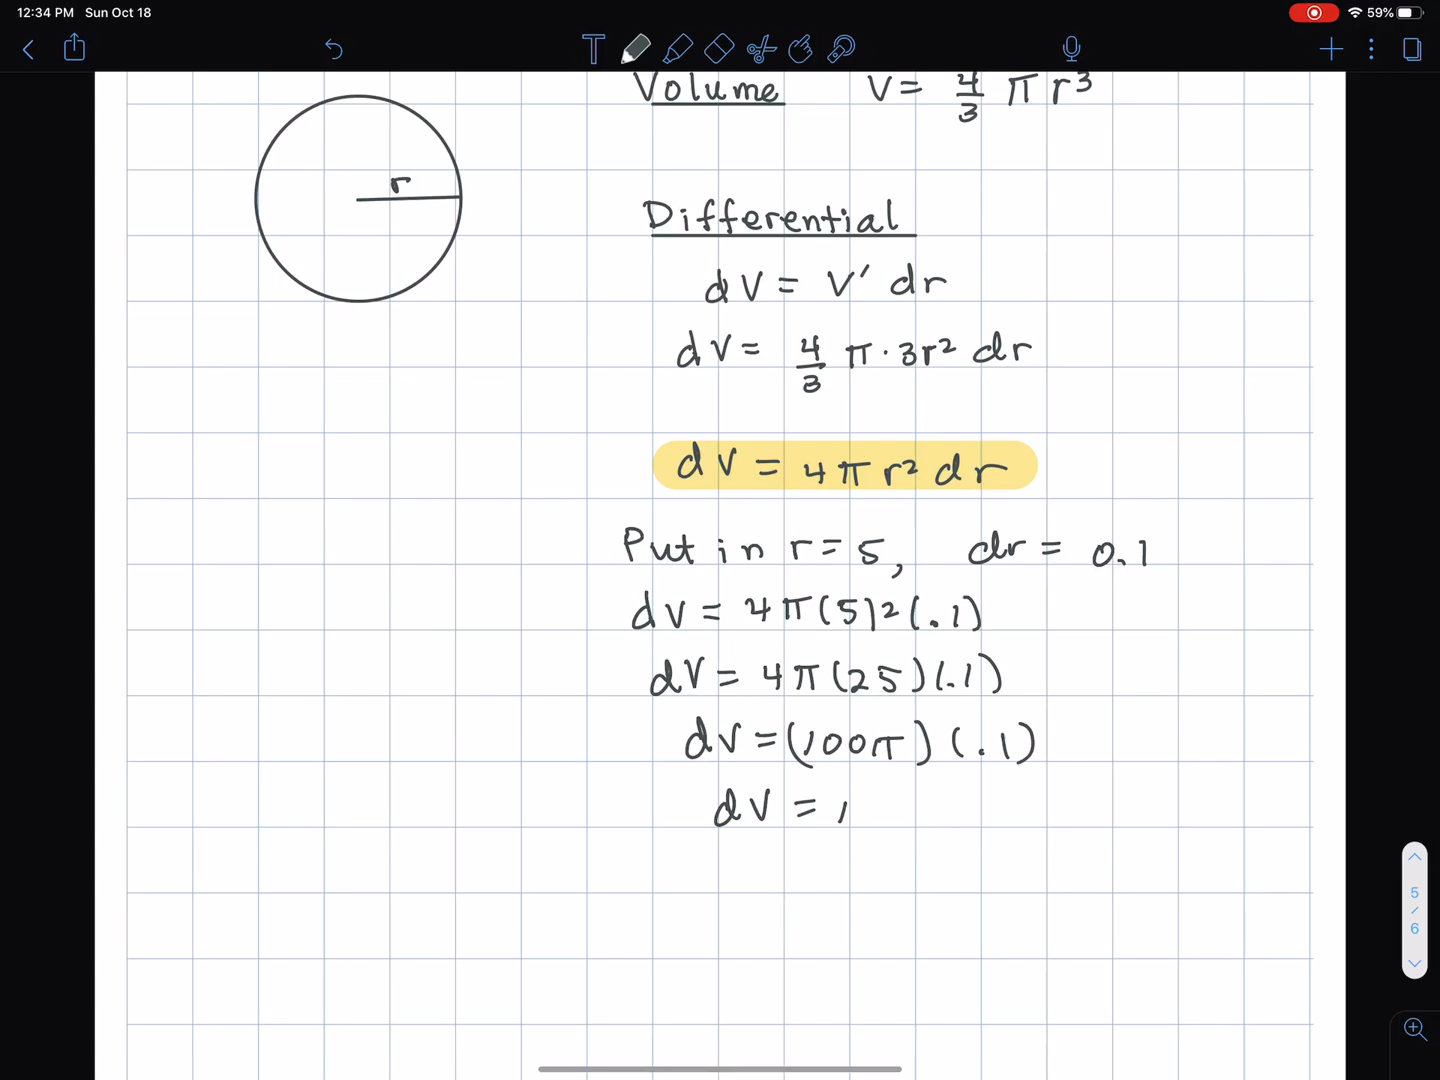 12:34 PM Sun Oct 18
59%
Volume V = 4/3 π r³
r
Differential
dV = V' dr
dV = 4/3 π · 3r² dr
dV = 4π r² dr
Put in r = 5, dr = 0.1
dV = 4π(5)²(.1)
dV = 4π(25)(.1)
dV = (100π)(.1)
dV = 1
5
/
6